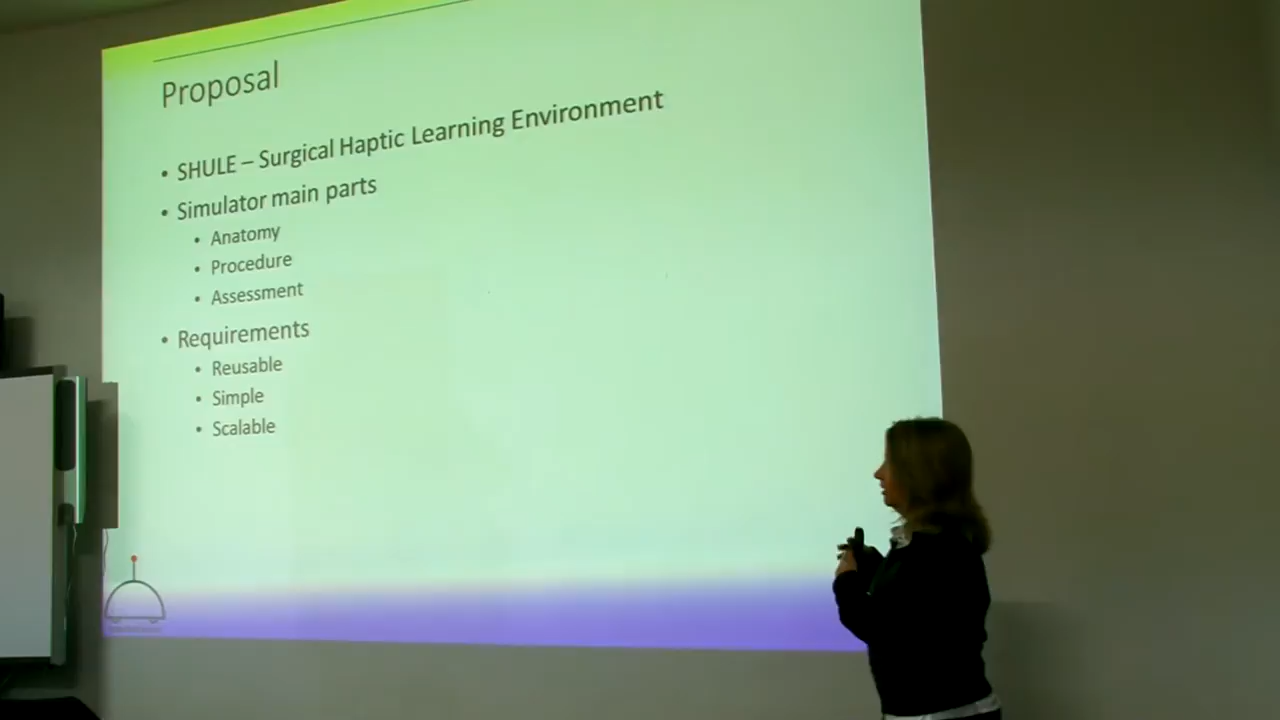 Proposal
• SHULE – Surgical Haptic Learning Environment
• Simulator main parts
• Anatomy
• Procedure
• Assessment
• Requirements
• Reusable
• Simple
• Scalable